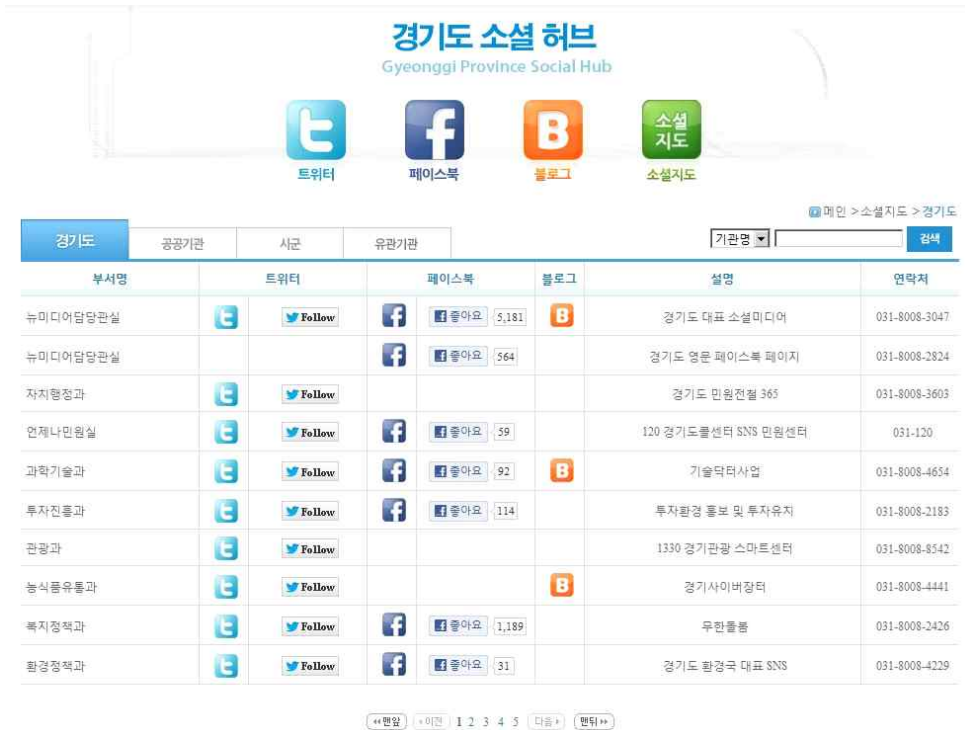 경기도 소셜 허브
Gyeonggi Province Social Hub
소셜
지도
트위터 페이스북 블로그 소셜지도
메인 > 소셜지도 > 경기도
경기도 공공기관 시군 유관기관 기관명 검색
부서명 트위터 페이스북 블로그 설명 연락처
뉴미디어담당관실 Follow 좋아요 5,181 경기도 대표 소셜미디어 031-8008-3047
뉴미디어담당관실 좋아요 564 경기도 영문 페이스북 페이지 031-8008-2824
자치행정과 Follow 경기도 민원전철 365 031-8008-3603
언제나민원실 Follow 좋아요 59 120 경기도콜센터 SNS 민원센터 031-120
과학기술과 Follow 좋아요 92 기술닥터사업 031-8008-4654
투자진흥과 Follow 좋아요 114 투자환경 홍보 및 투자유치 031-8008-2183
관광과 Follow 1330 경기관광 스마트센터 031-8008-8542
농식품유통과 Follow 경기사이버장터 031-8008-4441
복지정책과 Follow 좋아요 1,189 무한돌봄 031-8008-2426
환경정책과 Follow 좋아요 31 경기도 환경국 대표 SNS 031-8008-4229
맨앞 이전 1 2 3 4 5 다음 맨뒤